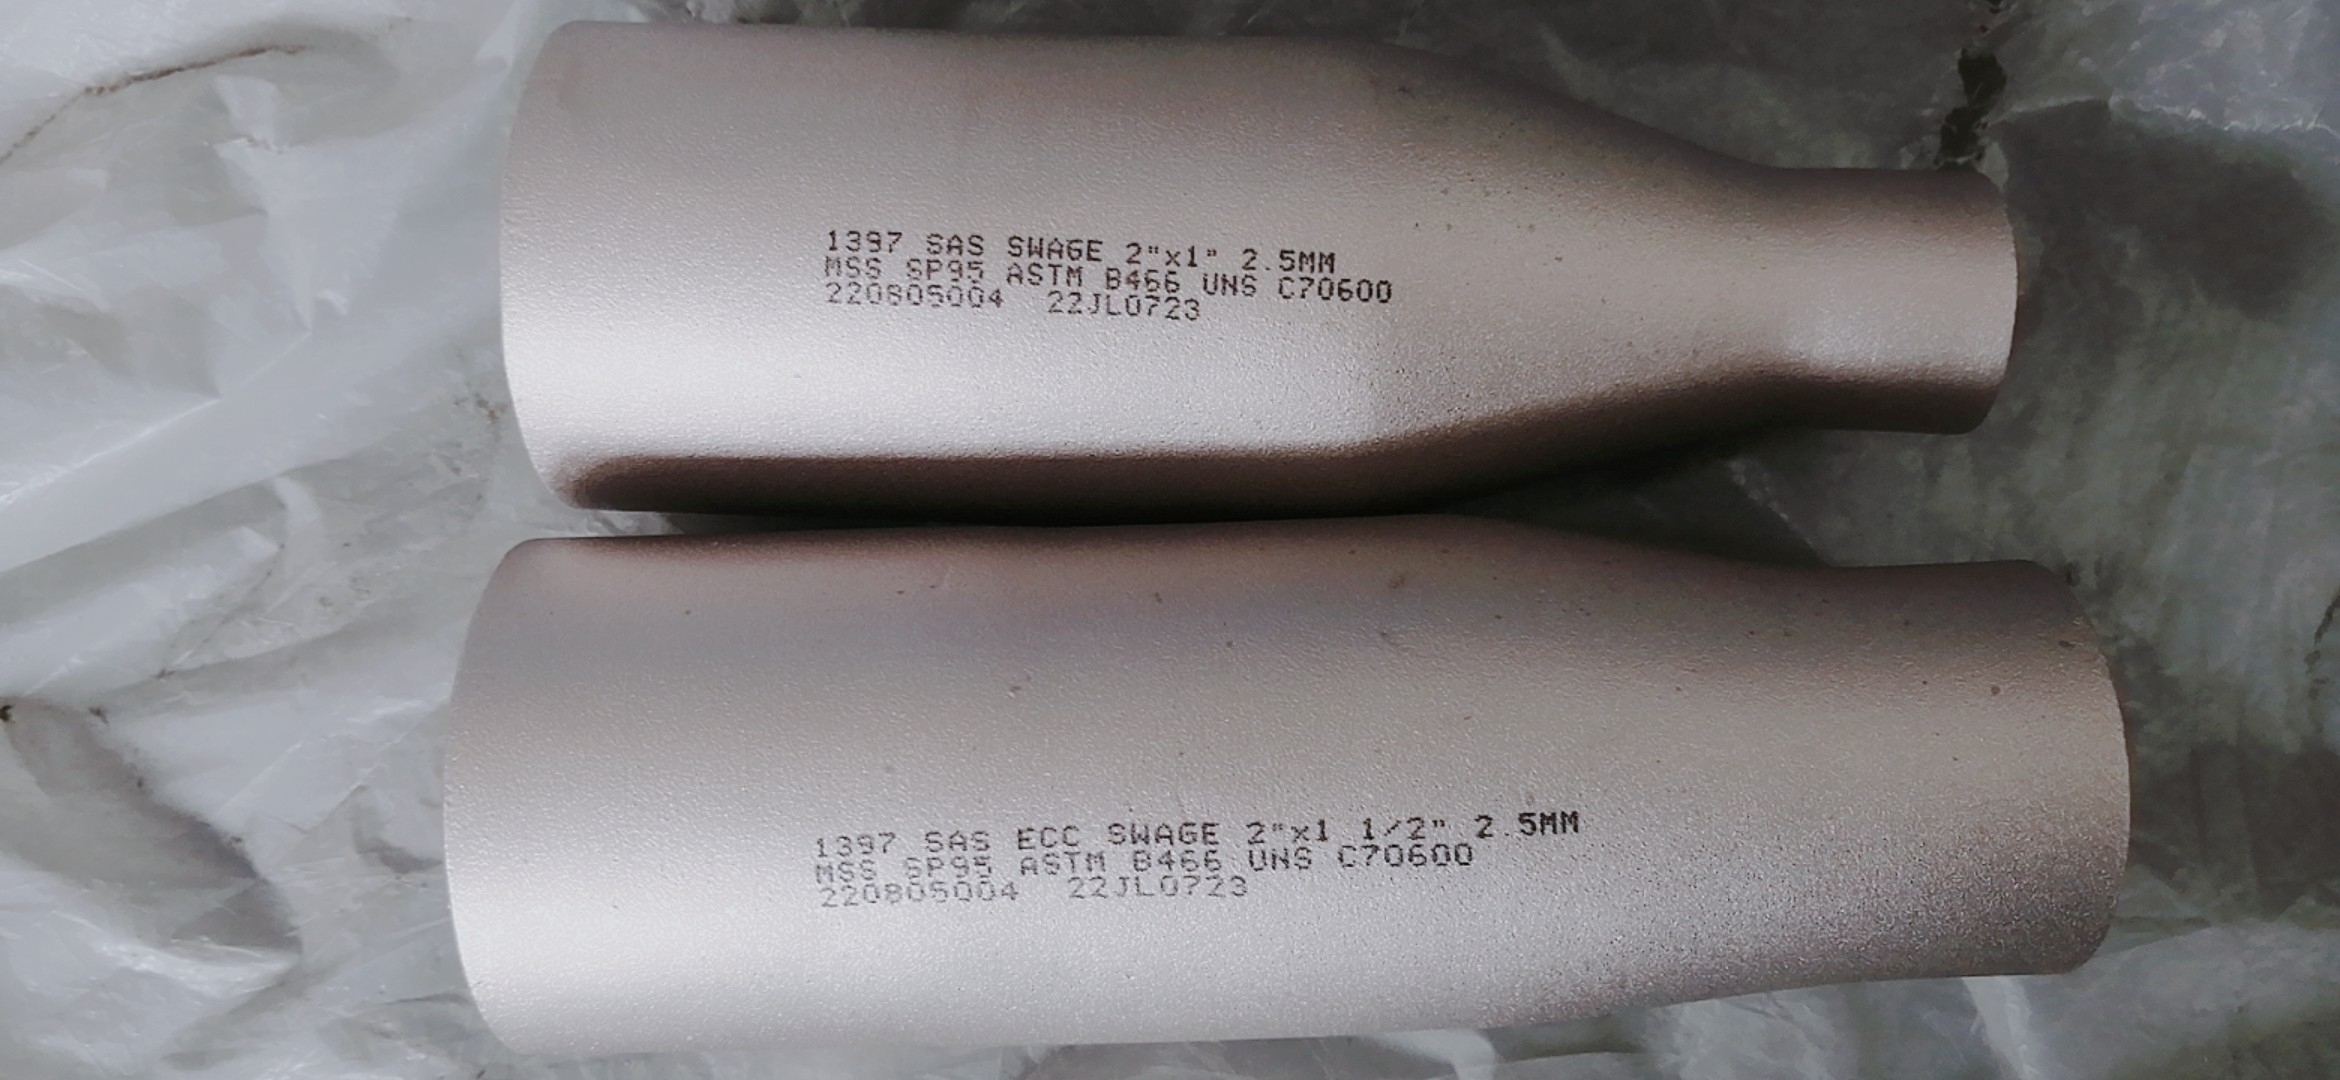 1397 SAS SWAGE 2"x1" 2.5MM
MSS SP95 ASTM B466 UNS C70600
220805004 22JL0723
1397 SAS ECC SWAGE 2"x1 1/2" 2.5MM
MSS SP95 ASTM B466 UNS C70600
220805004 22JL0723